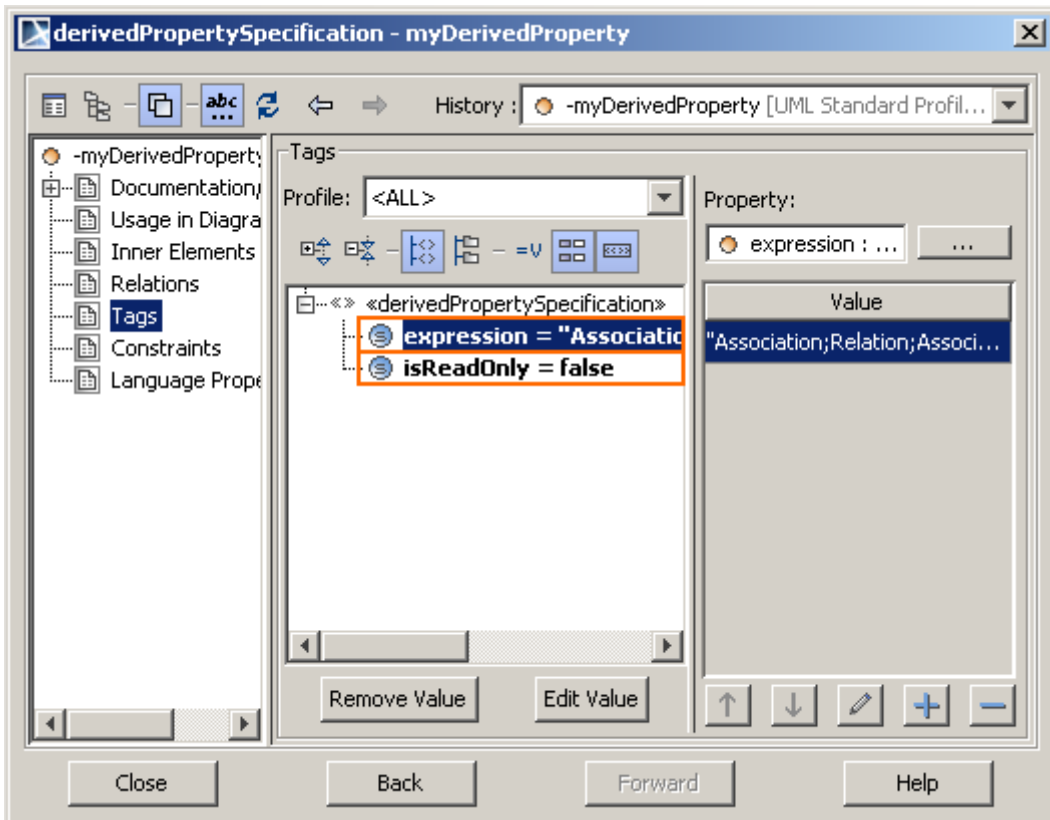 derivedPropertySpecification - myDerivedProperty
abc
...
History : -myDerivedProperty [UML Standard Profil...
-myDerivedProperty
Documentation/
Usage in Diagra
Inner Elements
Relations
Tags
Constraints
Language Prope
Tags
Profile: <ALL>
=V
«derivedPropertySpecification»
expression = "Associatio
isReadOnly = false
Remove Value
Edit Value
Property:
expression : ...
...
Value
"Association;Relation;Associ...
Close
Back
Forward
Help